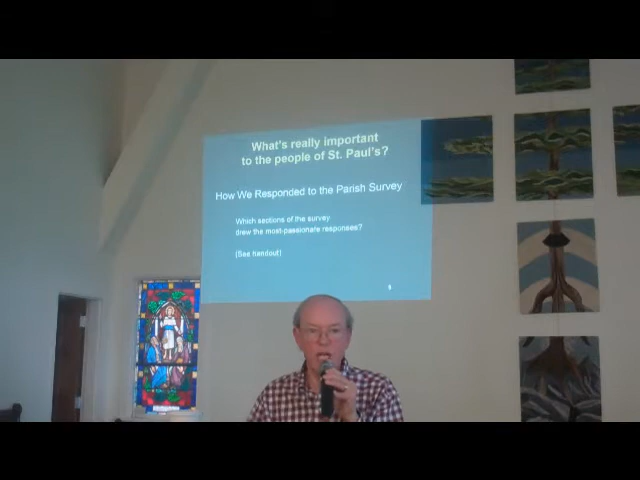 What's really important
to the people of St. Paul's?
How We Responded to the Parish Survey
Which sections of the survey
drew the most-passionate responses?
(See handout)